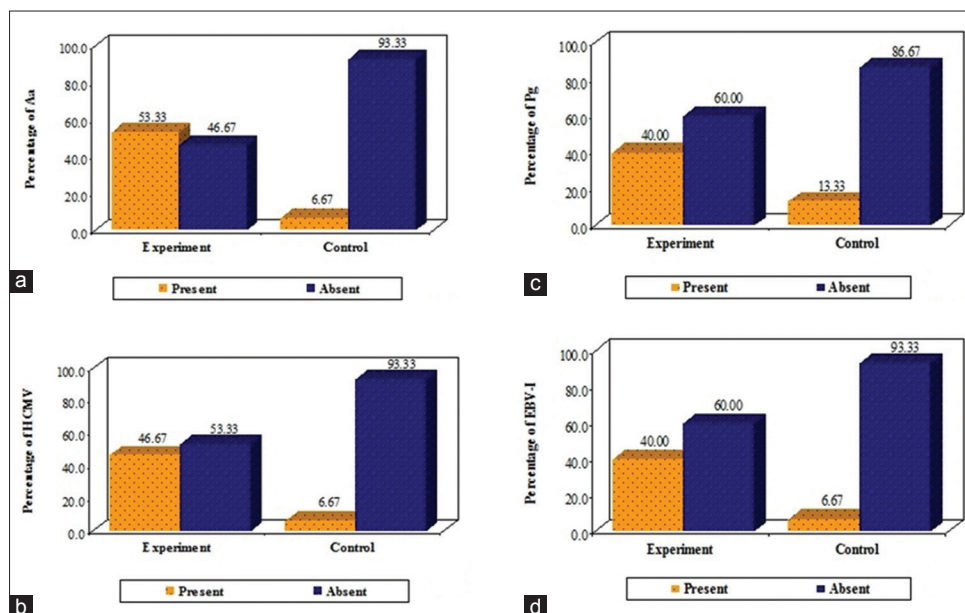 Percentage of Aa
100.0
80.0
60.0
40.0
20.0
0.0
53.33
46.67
6.67
93.33
Experiment
Control
Present
Absent
a
Percentage of Pg
100.0
80.0
60.0
40.0
20.0
0.0
40.00
60.00
13.33
86.67
Experiment
Control
Present
Absent
c
Percentage of HCMV
100.0
80.0
60.0
40.0
20.0
0.0
46.67
53.33
6.67
93.33
Experiment
Control
Present
Absent
b
Percentage of EBV-I
100.0
80.0
60.0
40.0
20.0
0.0
40.00
60.00
6.67
93.33
Experiment
Control
Present
Absent
d